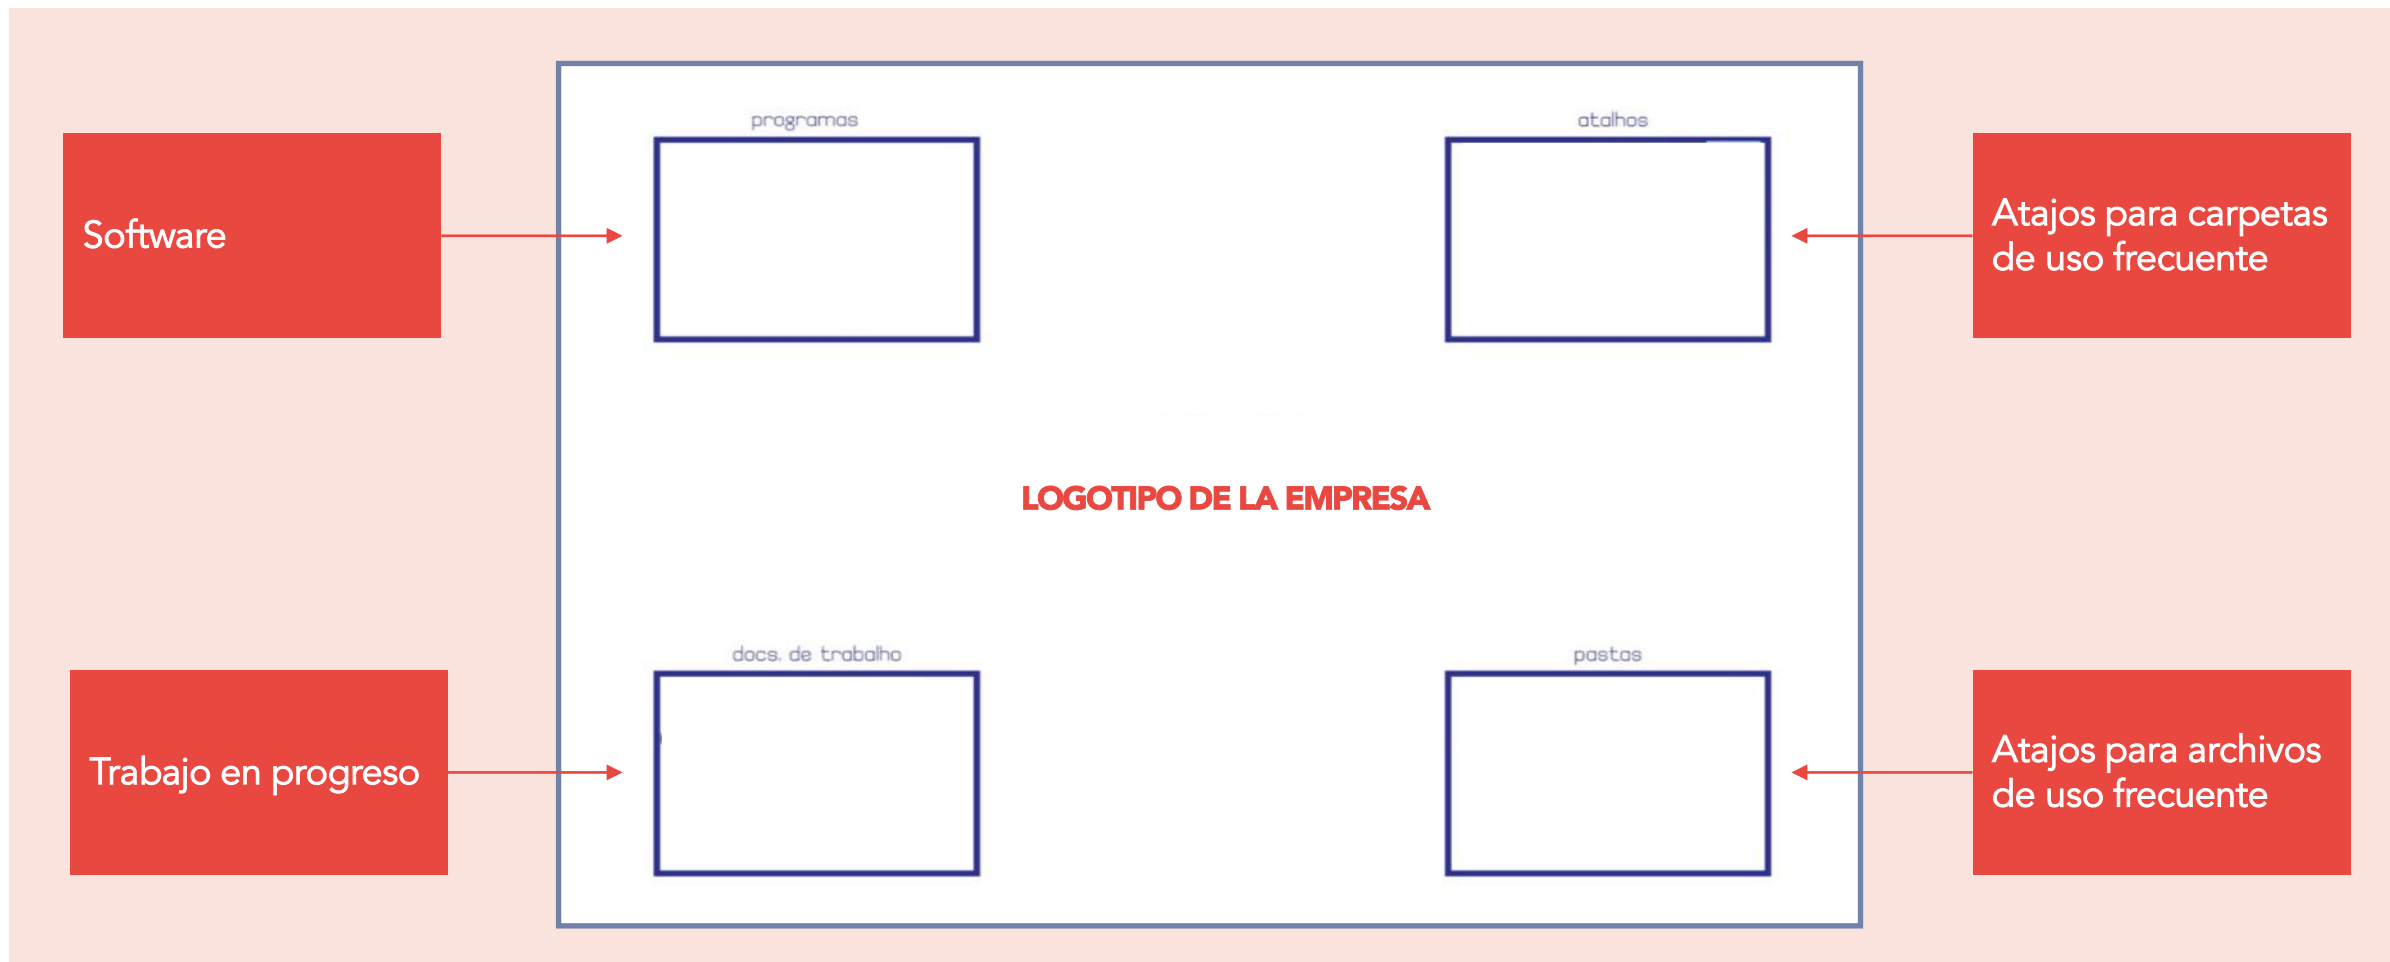 programas
atalhos
Software
Atajos para carpetas
de uso frecuente
LOGOTIPO DE LA EMPRESA
docs. de trabalho
pastas
Trabajo en progreso
Atajos para archivos
de uso frecuente